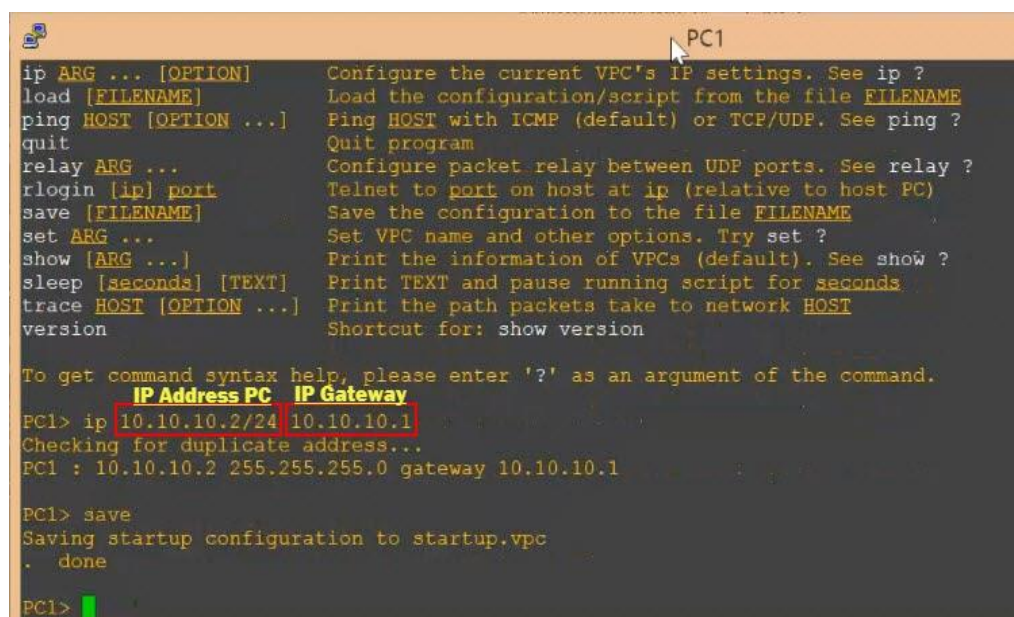 PC1
ip ARG ... [OPTION] Configure the current VPC's IP settings. See ip ?
load [FILENAME] Load the configuration/script from the file FILENAME
ping HOST [OPTION ...] Ping HOST with ICMP (default) or TCP/UDP. See ping ?
quit Quit program
relay ARG ... Configure packet relay between UDP ports. See relay ?
rlogin [ip] port Telnet to port on host at ip (relative to host PC)
save [FILENAME] Save the configuration to the file FILENAME
set ARG ... Set VPC name and other options. Try set ?
show [ARG ...] Print the information of VPCs (default). See show ?
sleep [seconds] [TEXT] Print TEXT and pause running script for seconds
trace HOST [OPTION ...] Print the path packets take to network HOST
version Shortcut for: show version
To get command syntax help, please enter '?' as an argument of the command.
IP Address PC IP Gateway
PC1> ip 10.10.10.2/24 10.10.10.1
Checking for duplicate address...
PC1 : 10.10.10.2 255.255.255.0 gateway 10.10.10.1
PC1> save
Saving startup configuration to startup.vpc
. done
PC1>